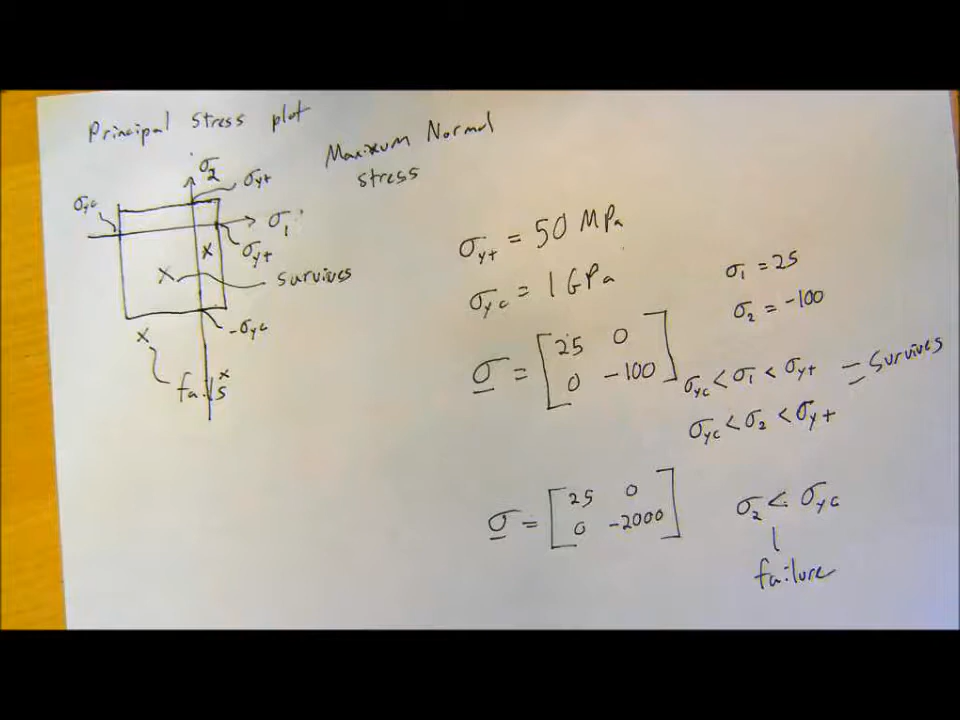 Principal stress plot
Maximum Normal
stress
σ2
σyt
σyc
σ1
σyt
x
x
survives
-σyc
x
x
fails
σyt = 50 MPa
σyc = 1 GPa
σ1 = 25
σ2 = -100
σ = [25 0
0 -100]
σyc < σ1 < σyt
σyc < σ2 < σyt
– survives
σ = [25 0
0 -2000]
σ2 < σyc
failure